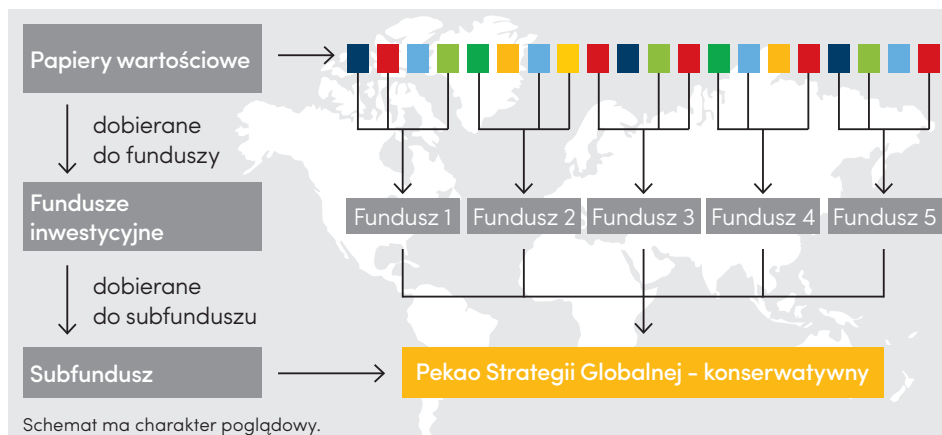 Papiery wartościowe
dobierane
do funduszy
Fundusze
inwestycyjne
Fundusz 1
Fundusz 2
Fundusz 3
Fundusz 4
Fundusz 5
dobierane
do subfunduszu
Subfundusz
Pekao Strategii Globalnej - konserwatywny
Schemat ma charakter poglądowy.